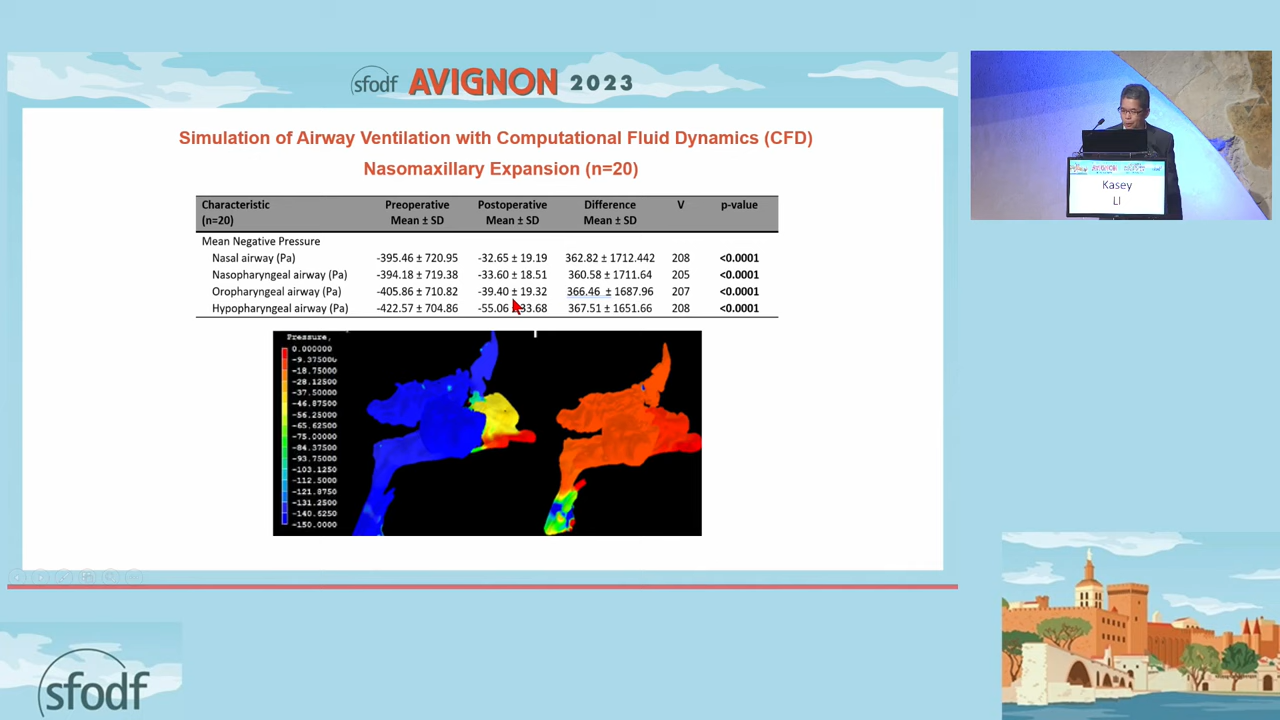 sfodf AVIGNON 2023
Simulation of Airway Ventilation with Computational Fluid Dynamics (CFD)
Nasomaxillary Expansion (n=20)
Characteristic (n=20) Preoperative Mean ± SD Postoperative Mean ± SD Difference Mean ± SD V p-value
Mean Negative Pressure
Nasal airway (Pa) -395.46 ± 720.95 -32.65 ± 19.19 362.82 ± 1712.442 208 <0.0001
Nasopharyngeal airway (Pa) -394.18 ± 719.38 -33.60 ± 18.51 360.58 ± 1711.64 205 <0.0001
Oropharyngeal airway (Pa) -405.86 ± 710.82 -39.40 ± 19.32 366.46 ± 1687.96 207 <0.0001
Hypopharyngeal airway (Pa) -422.57 ± 704.86 -55.06 33.68 367.51 ± 1651.66 208 <0.0001
Pressure,
0.000000
-9.375000
-18.75000
-28.12500
-37.50000
-46.87500
-56.25000
-65.62500
-75.00000
-84.37500
-93.75000
-103.1250
-112.5000
-121.8750
-131.2500
-140.6250
-150.0000
Kasey
LI
sfodf